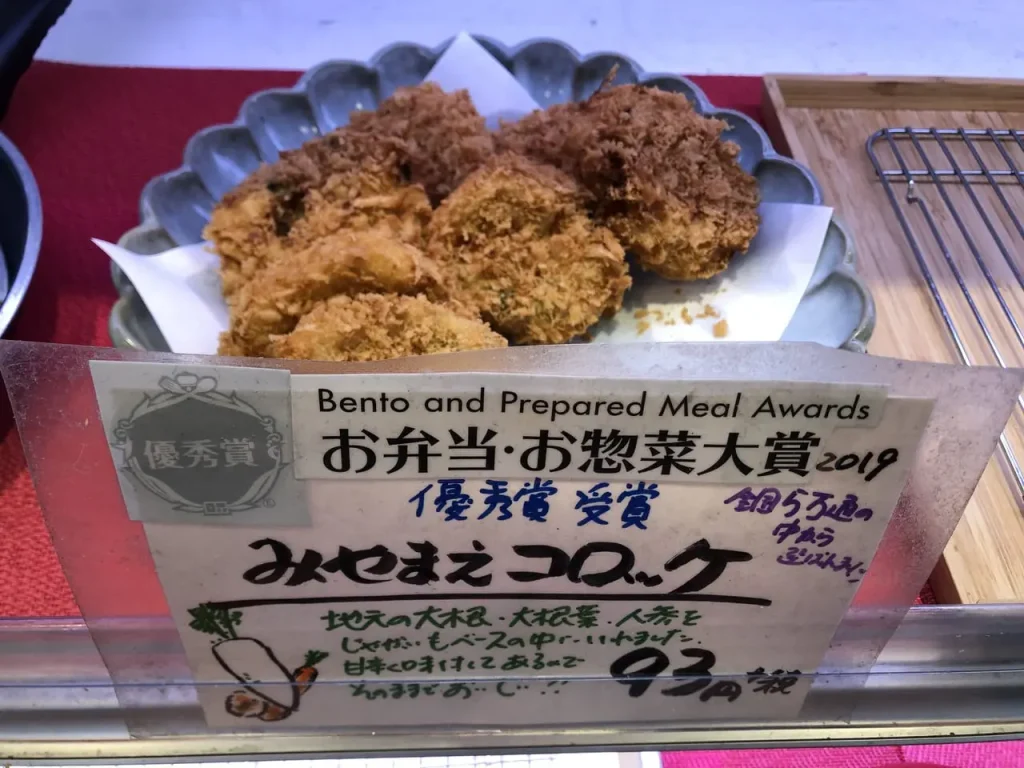 優秀賞
Bento and Prepared Meal Awards
お弁当・お惣菜大賞2019
優秀賞 受賞
全国5万通の
中から
みやまえコロッケ
地元の大根・大根葉・人参を
じゃがいもベースの中にいれました。
甘辛く味付けしてあるので
そのままでおいしい!!
93円+税